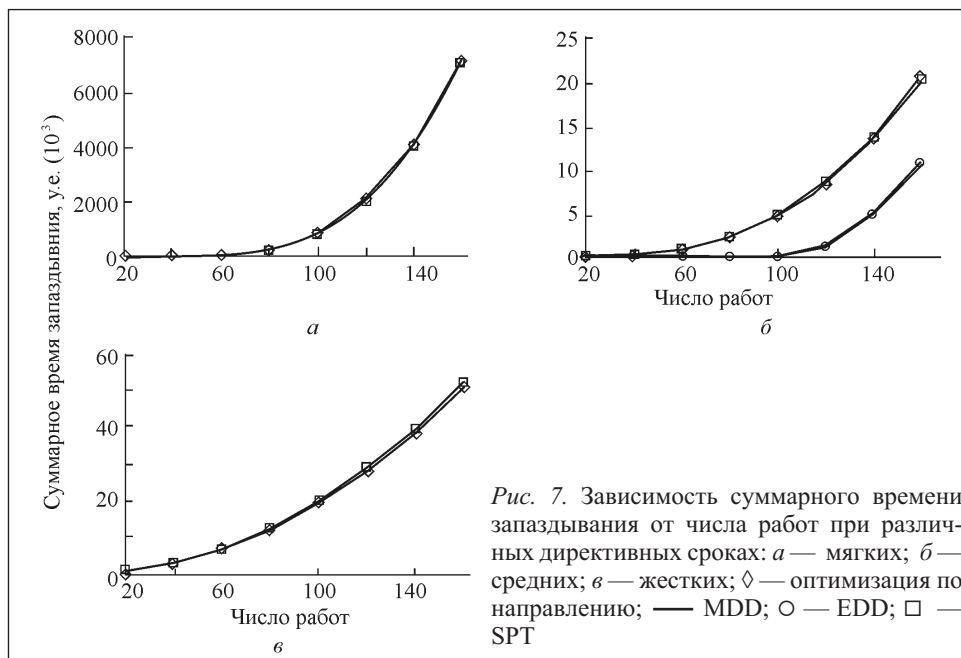 Суммарное время запаздывния, у.е. (10³)
8000
6000
4000
2000
0
20 60 100 140
а
25
20
15
10
5
0
20 60 100 140
Число работ
б
60
40
20
0
20 60 100 140
Число работ
в
Рис. 7. Зависимость суммарного времени
запаздывания от числа работ при различ-
ных директивных сроках: а — мягких; б —
средних; в — жестких; ◊ — оптимизация по
направлению; — MDD; ○ — EDD; □ —
SPT